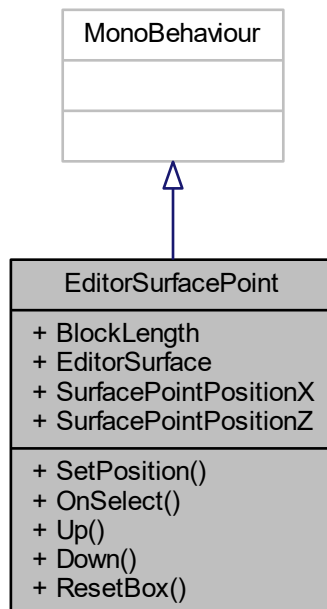 MonoBehaviour
EditorSurfacePoint
+ BlockLength
+ EditorSurface
+ SurfacePointPositionX
+ SurfacePointPositionZ
+ SetPosition()
+ OnSelect()
+ Up()
+ Down()
+ ResetBox()